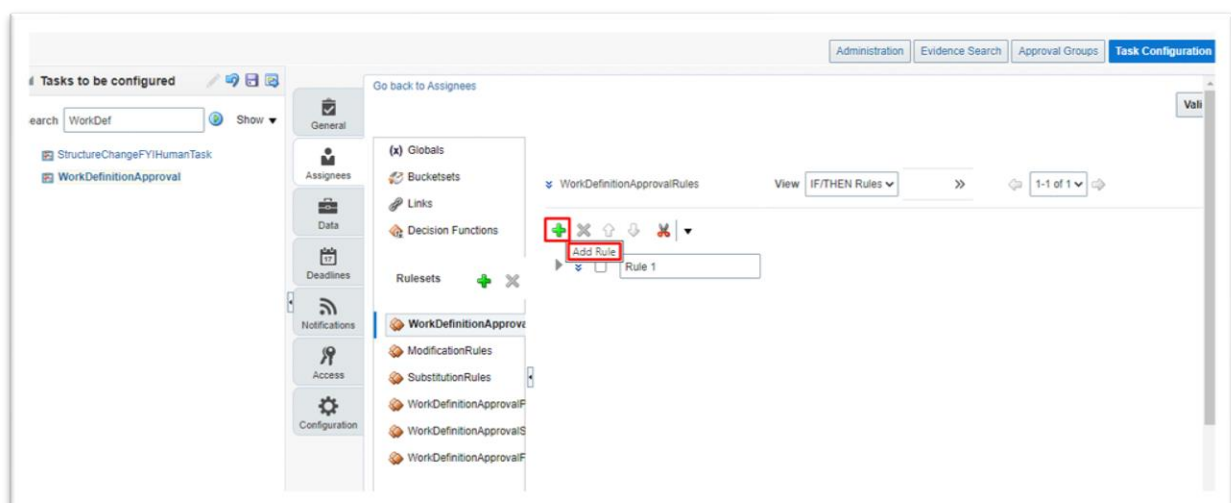 Administration
Evidence Search
Approval Groups
Task Configuration
Tasks to be configured
earch
WorkDef
Show
StructureChangeFYIHumanTask
WorkDefinitionApproval
General
Assignees
Data
17
Deadlines
Notifications
Access
Configuration
Go back to Assignees
Vali
(x) Globals
Bucketsets
Links
Decision Functions
Rulesets
WorkDefinitionApprova
ModificationRules
SubstitutionRules
WorkDefinitionApprovalF
WorkDefinitionApprovalS
WorkDefinitionApprovalF
WorkDefinitionApprovalRules
View IF/THEN Rules
1-1 of 1
Add Rule
Rule 1